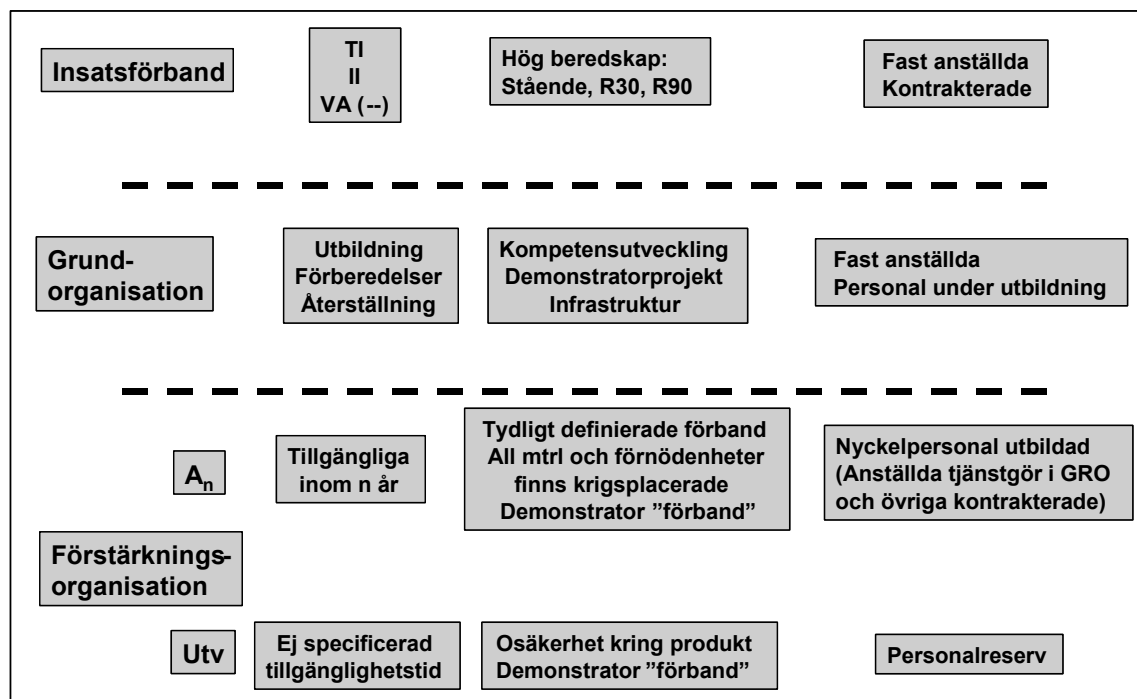 Insatsförband
TI
II
VA (--)
Hög beredskap:
Stående, R30, R90
Fast anställda
Kontrakterade
Grund-
organisation
Utbildning
Förberedelser
Återställning
Kompetensutveckling
Demonstratorprojekt
Infrastruktur
Fast anställda
Personal under utbildning
An
Tillgängliga
inom n år
Tydligt definierade förband
All mtrl och förnödenheter
finns krigsplacerade
Demonstrator ”förband”
Nyckelpersonal utbildad
(Anställda tjänstgör i GRO
och övriga kontrakterade)
Förstärknings-
organisation
Utv
Ej specificerad
tillgänglighetstid
Osäkerhet kring produkt
Demonstrator ”förband”
Personalreserv